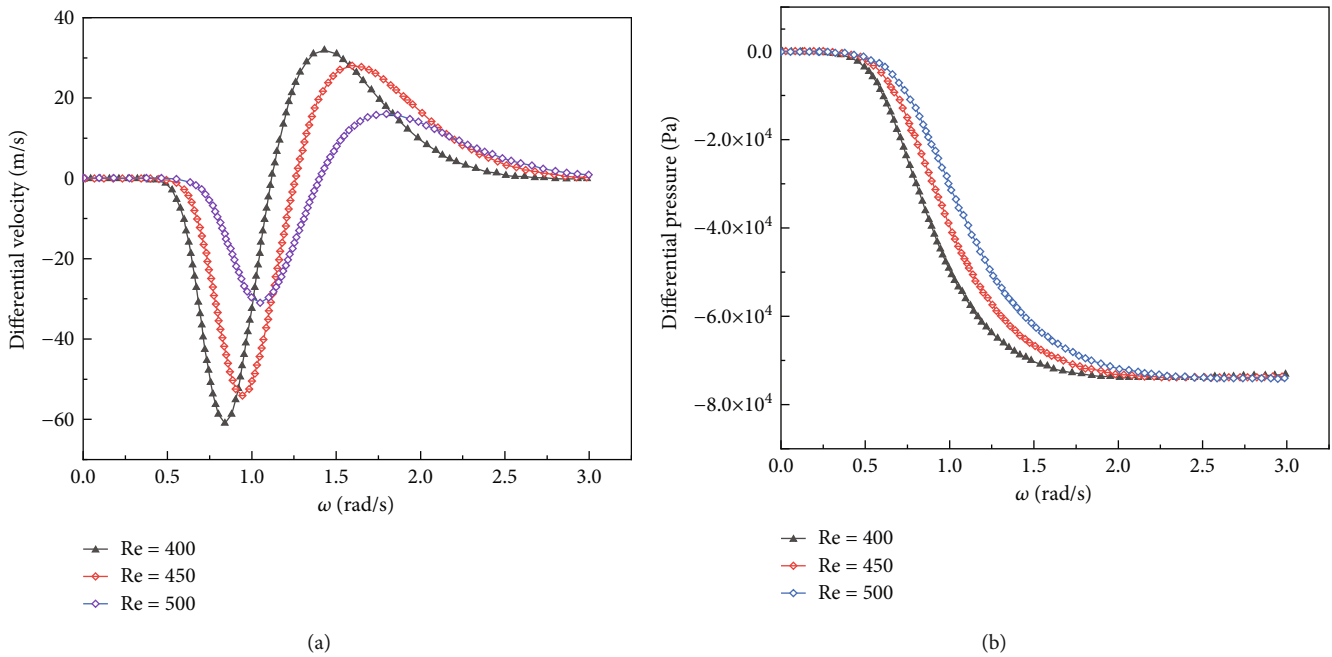 40
20
0
−20
−40
−60
Differential velocity (m/s)
0.0 0.5 1.0 1.5 2.0 2.5 3.0
ω (rad/s)
Re = 400
Re = 450
Re = 500
(a)
0.0
−2.0×10⁴
−4.0×10⁴
−6.0×10⁴
−8.0×10⁴
Differential pressure (Pa)
0.0 0.5 1.0 1.5 2.0 2.5 3.0
ω (rad/s)
Re = 400
Re = 450
Re = 500
(b)